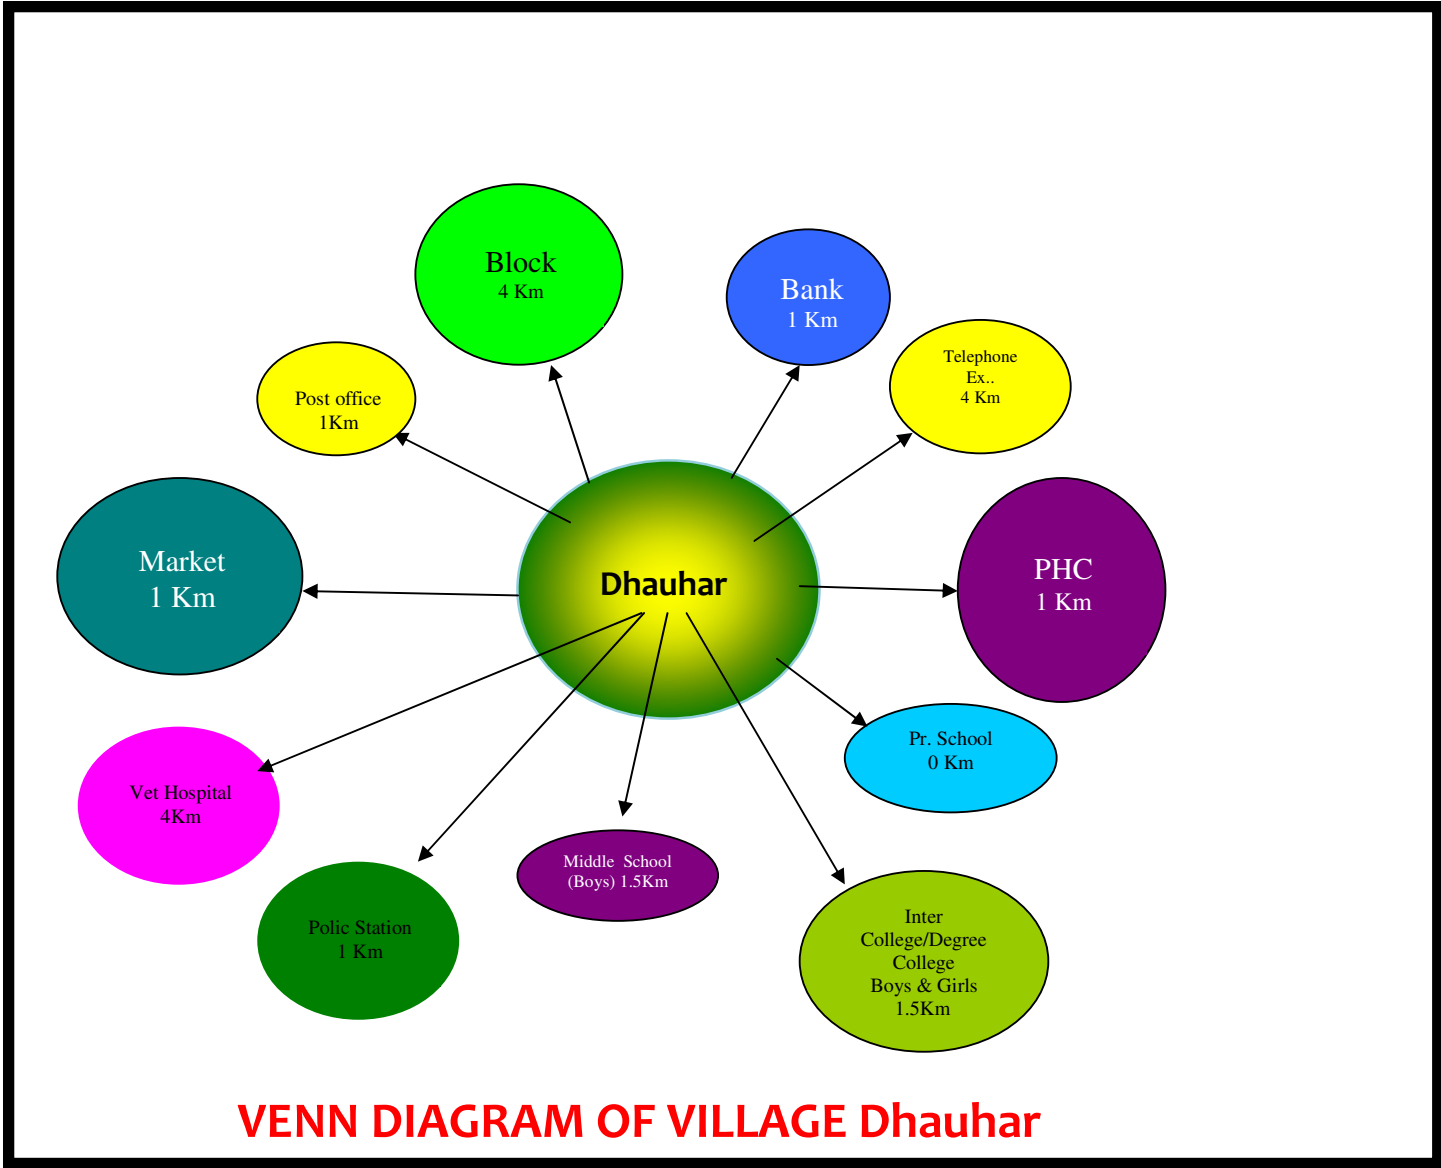 Block
4 Km
Bank
1 Km
Telephone
Ex..
4 Km
Post office
1Km
Market
1 Km
Dhauhar
PHC
1 Km
Pr. School
0 Km
Vet Hospital
4Km
Middle School
(Boys) 1.5Km
Polic Station
1 Km
Inter
College/Degree
College
Boys & Girls
1.5Km
VENN DIAGRAM OF VILLAGE Dhauhar